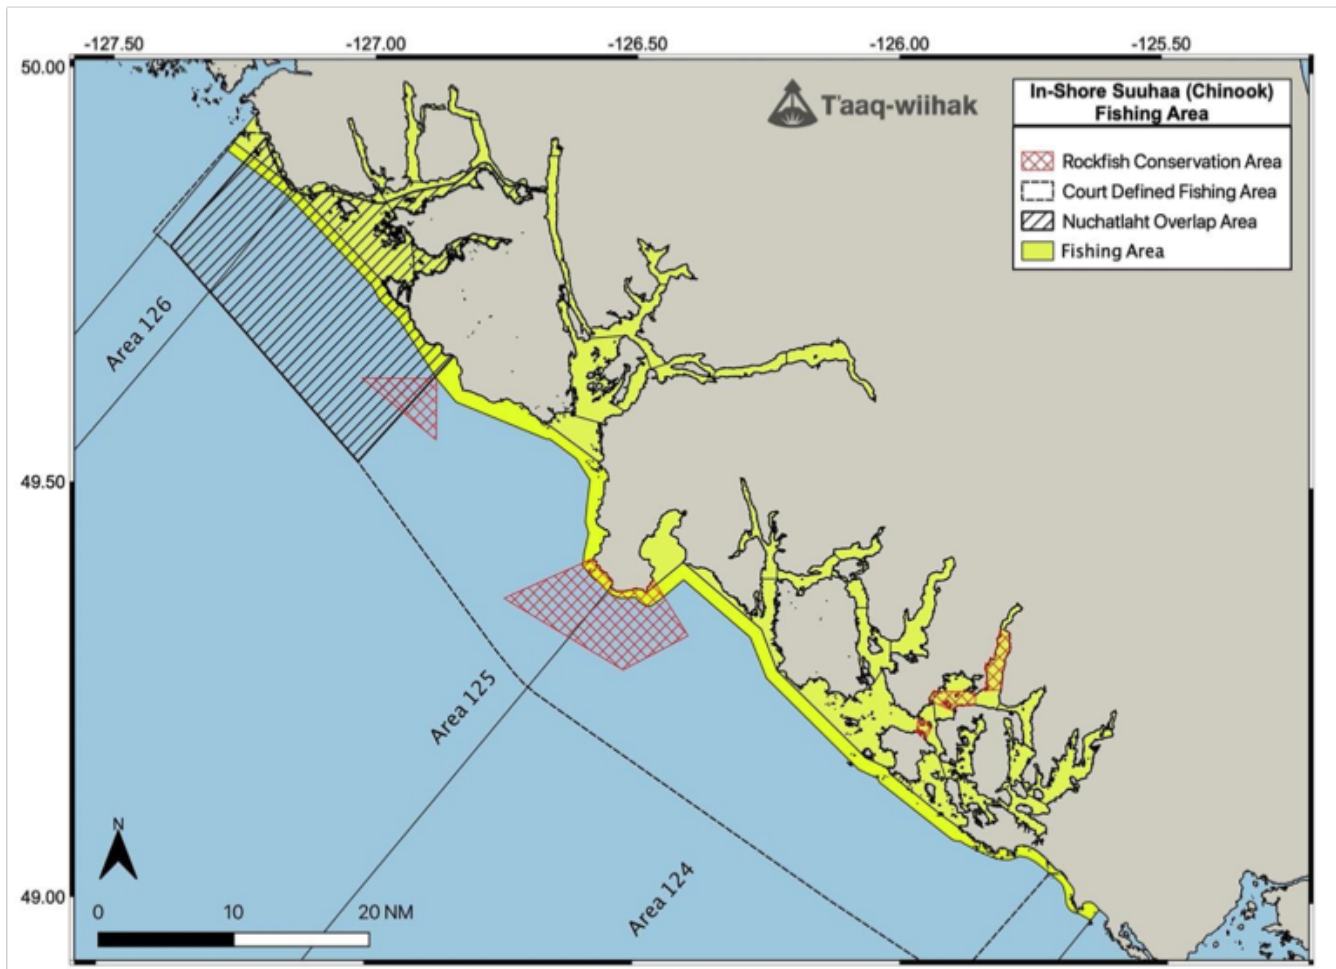 -127.50 -127.00 -126.50 -126.00 -125.50
50.00
49.50
49.00
T'aaq-wiihak
In-Shore Suuhaa (Chinook)
Fishing Area
Rockfish Conservation Area
Court Defined Fishing Area
Nuchatlaht Overlap Area
Fishing Area
Area 126
Area 125
Area 124
N
0 10 20 NM